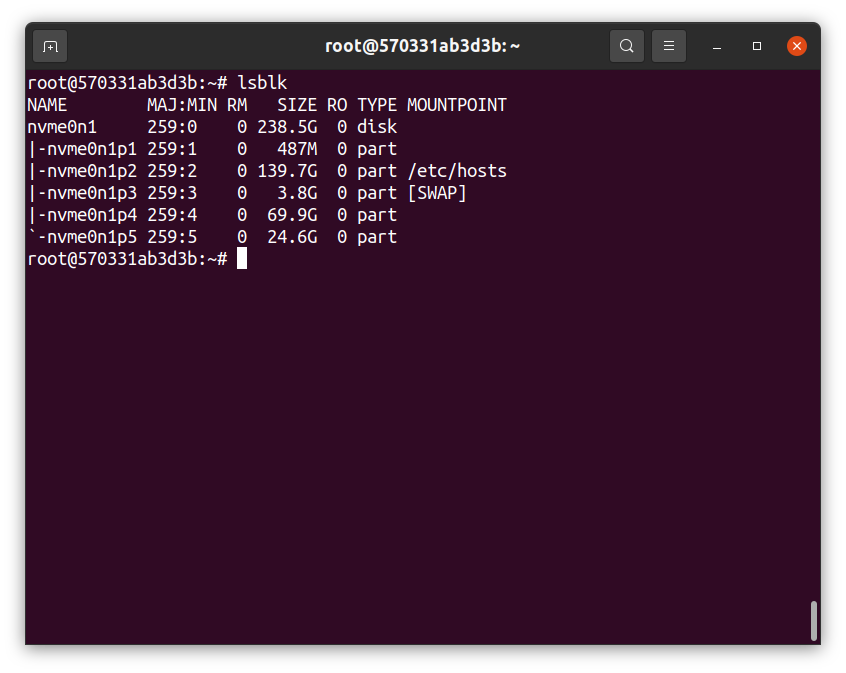 root@570331ab3d3b: ~
root@570331ab3d3b:~# lsblk
NAME        MAJ:MIN RM   SIZE RO TYPE MOUNTPOINT
nvme0n1     259:0    0 238.5G  0 disk
|-nvme0n1p1 259:1    0   487M  0 part
|-nvme0n1p2 259:2    0 139.7G  0 part /etc/hosts
|-nvme0n1p3 259:3    0   3.8G  0 part [SWAP]
|-nvme0n1p4 259:4    0  69.9G  0 part
`-nvme0n1p5 259:5    0  24.6G  0 part
root@570331ab3d3b:~#